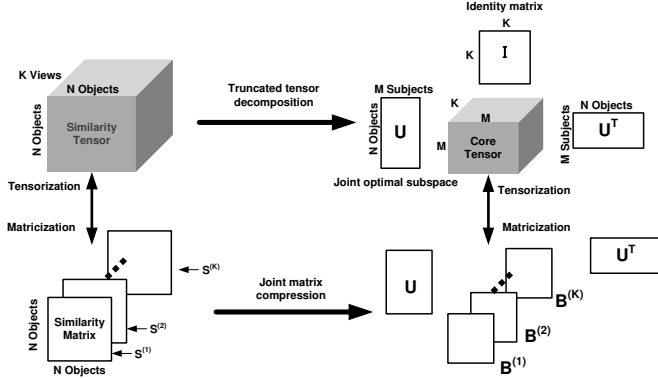 Identity matrix
K
K
I
K Views
N Objects
N Objects
Similarity
Tensor
Truncated tensor
decomposition
M Subjects
N Objects
U
K
M
M
Core
Tensor
N Objects
M Subjects
U^T
Joint optimal subspace
Tensorization
Matricization
Tensorization
Matricization
S^(K)
N Objects
Similarity
Matrix
S^(2)
S^(1)
N Objects
Joint matrix
compression
U
B^(K)
B^(2)
B^(1)
U^T